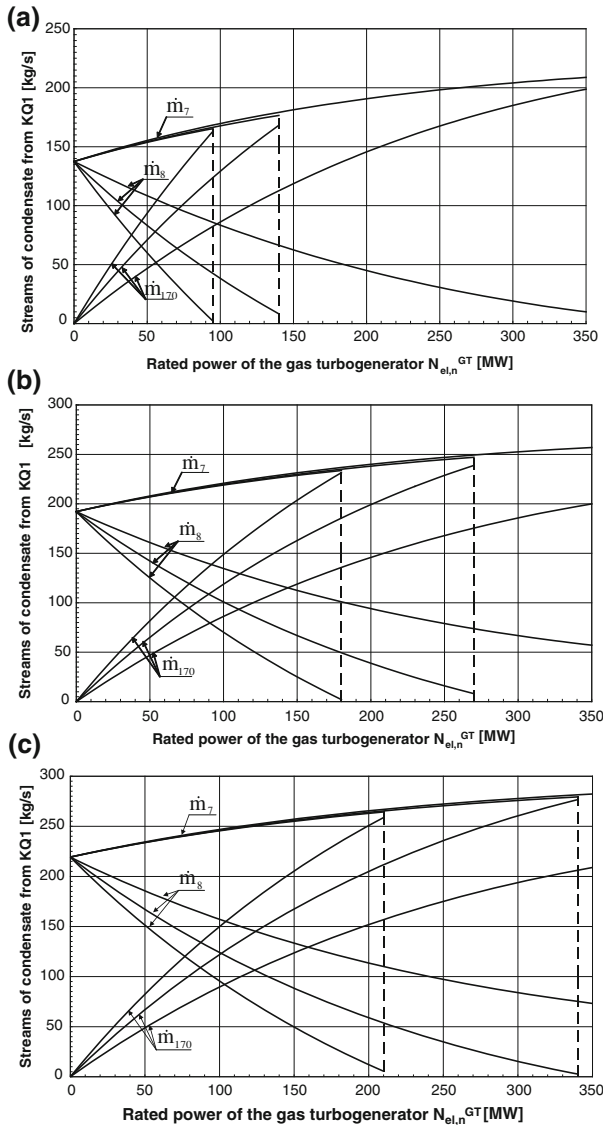 (a)
Streams of condensate from KQ1 [kg/s]
250
200
150
100
50
0
ṁ7
ṁ8
ṁ170
0 50 100 150 200 250 300 350
Rated power of the gas turbogenerator Nel,nGT [MW]
(b)
Streams of condensate from KQ1 [kg/s]
300
250
200
150
100
50
0
ṁ7
ṁ8
ṁ170
0 50 100 150 200 250 300 350
Rated power of the gas turbogenerator Nel,nGT [MW]
(c)
Streams of condensate from KQ1 [kg/s]
300
250
200
150
100
50
0
ṁ7
ṁ8
ṁ170
0 50 100 150 200 250 300 350
Rated power of the gas turbogenerator Nel,nGT[MW]